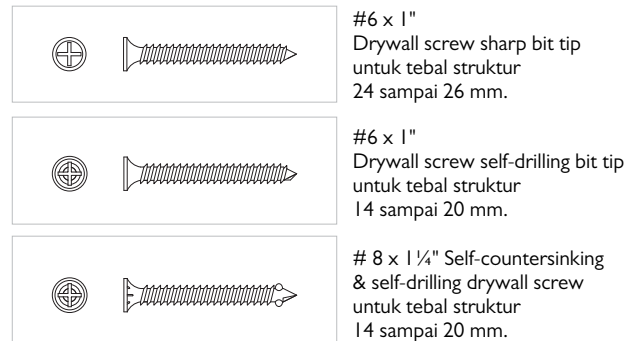 #6 x 1"
Drywall screw sharp bit tip
untuk tebal struktur
24 sampai 26 mm.
#6 x 1"
Drywall screw self-drilling bit tip
untuk tebal struktur
14 sampai 20 mm.
# 8 x 1¼" Self-countersinking
& self-drilling drywall screw
untuk tebal struktur
14 sampai 20 mm.